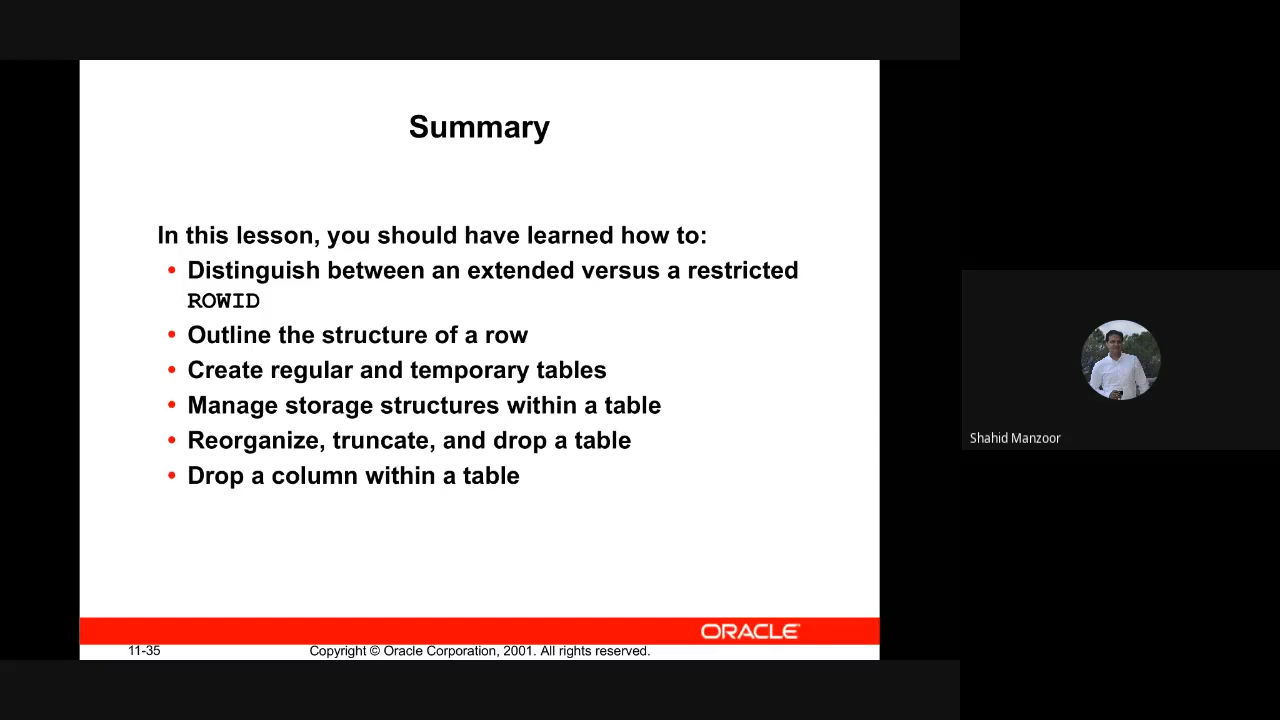 Summary
In this lesson, you should have learned how to:
• Distinguish between an extended versus a restricted
ROWID
• Outline the structure of a row
• Create regular and temporary tables
• Manage storage structures within a table
• Reorganize, truncate, and drop a table
• Drop a column within a table
ORACLE
11-35 Copyright © Oracle Corporation, 2001. All rights reserved.
Shahid Manzoor